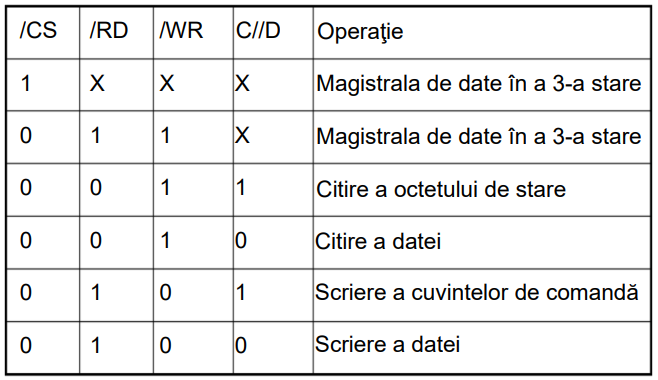 /CS /RD /WR C//D Operaţie
1 X X X Magistrala de date în a 3-a stare
0 1 1 X Magistrala de date în a 3-a stare
0 0 1 1 Citire a octetului de stare
0 0 1 0 Citire a datei
0 1 0 1 Scriere a cuvintelor de comandă
0 1 0 0 Scriere a datei